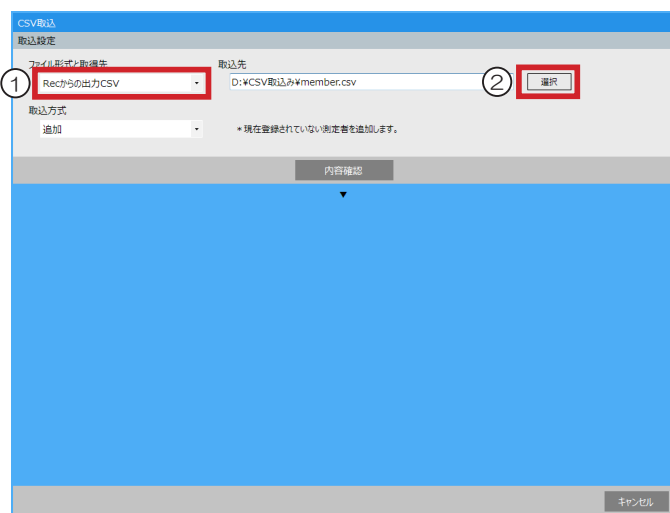 CSV取込
取込設定
ファイル形式と取得先 取込先
① Recからの出力CSV D:¥CSV取込み¥member.csv ② 選択
取込方式
追加 *現在登録されていない測定者を追加します。
内容確認
▼
キャンセル